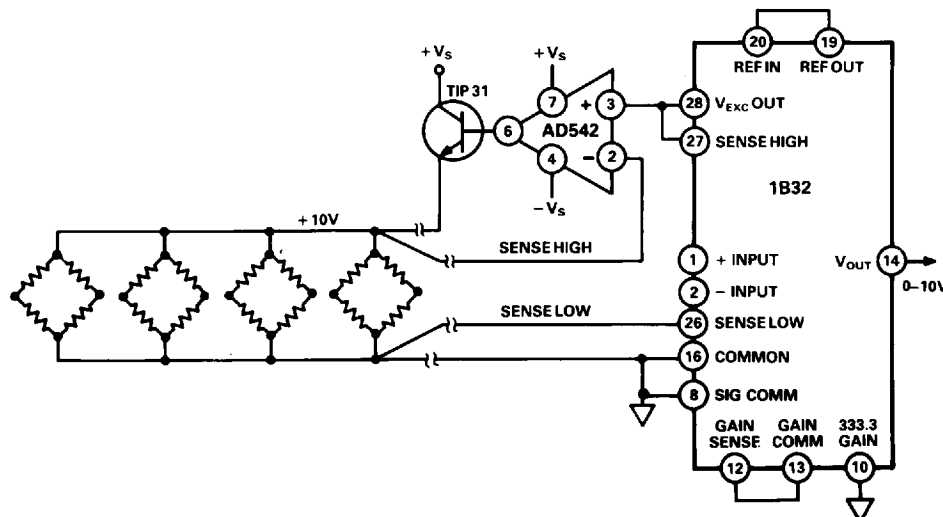 20
19
REF IN
REF OUT
+VS
+VS
TIP 31
7
+
3
28
VEXC OUT
6
AD542
27
SENSE HIGH
4
−
2
−VS
1B32
+10V
SENSE HIGH
1
+ INPUT
VOUT
14
0–10V
2
− INPUT
SENSE LOW
26
SENSE LOW
16
COMMON
8
SIG COMM
GAIN
SENSE
GAIN
COMM
333.3
GAIN
12
13
10